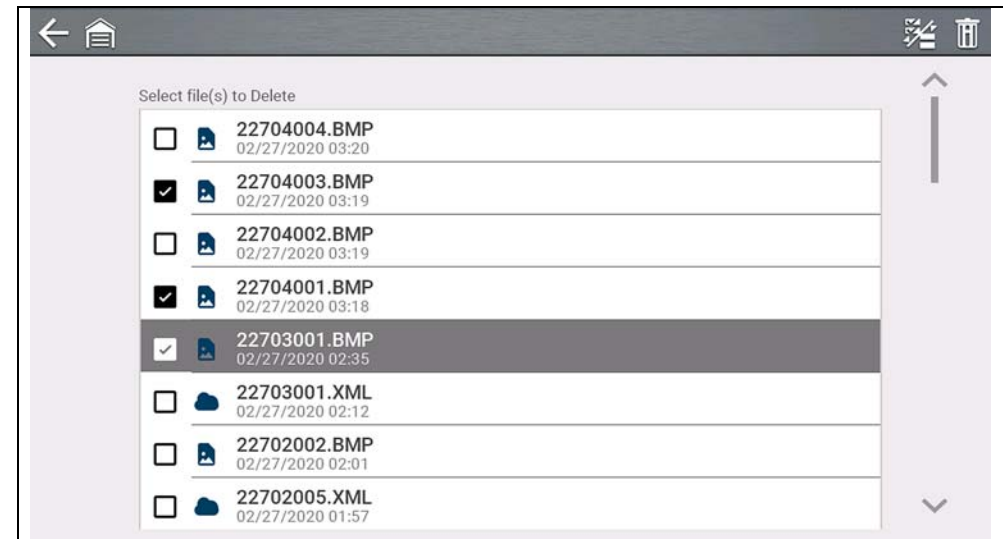 Select file(s) to Delete
22704004.BMP
02/27/2020 03:20
22704003.BMP
02/27/2020 03:19
22704002.BMP
02/27/2020 03:19
22704001.BMP
02/27/2020 03:18
22703001.BMP
02/27/2020 02:35
22703001.XML
02/27/2020 02:12
22702002.BMP
02/27/2020 02:01
22702005.XML
02/27/2020 01:57